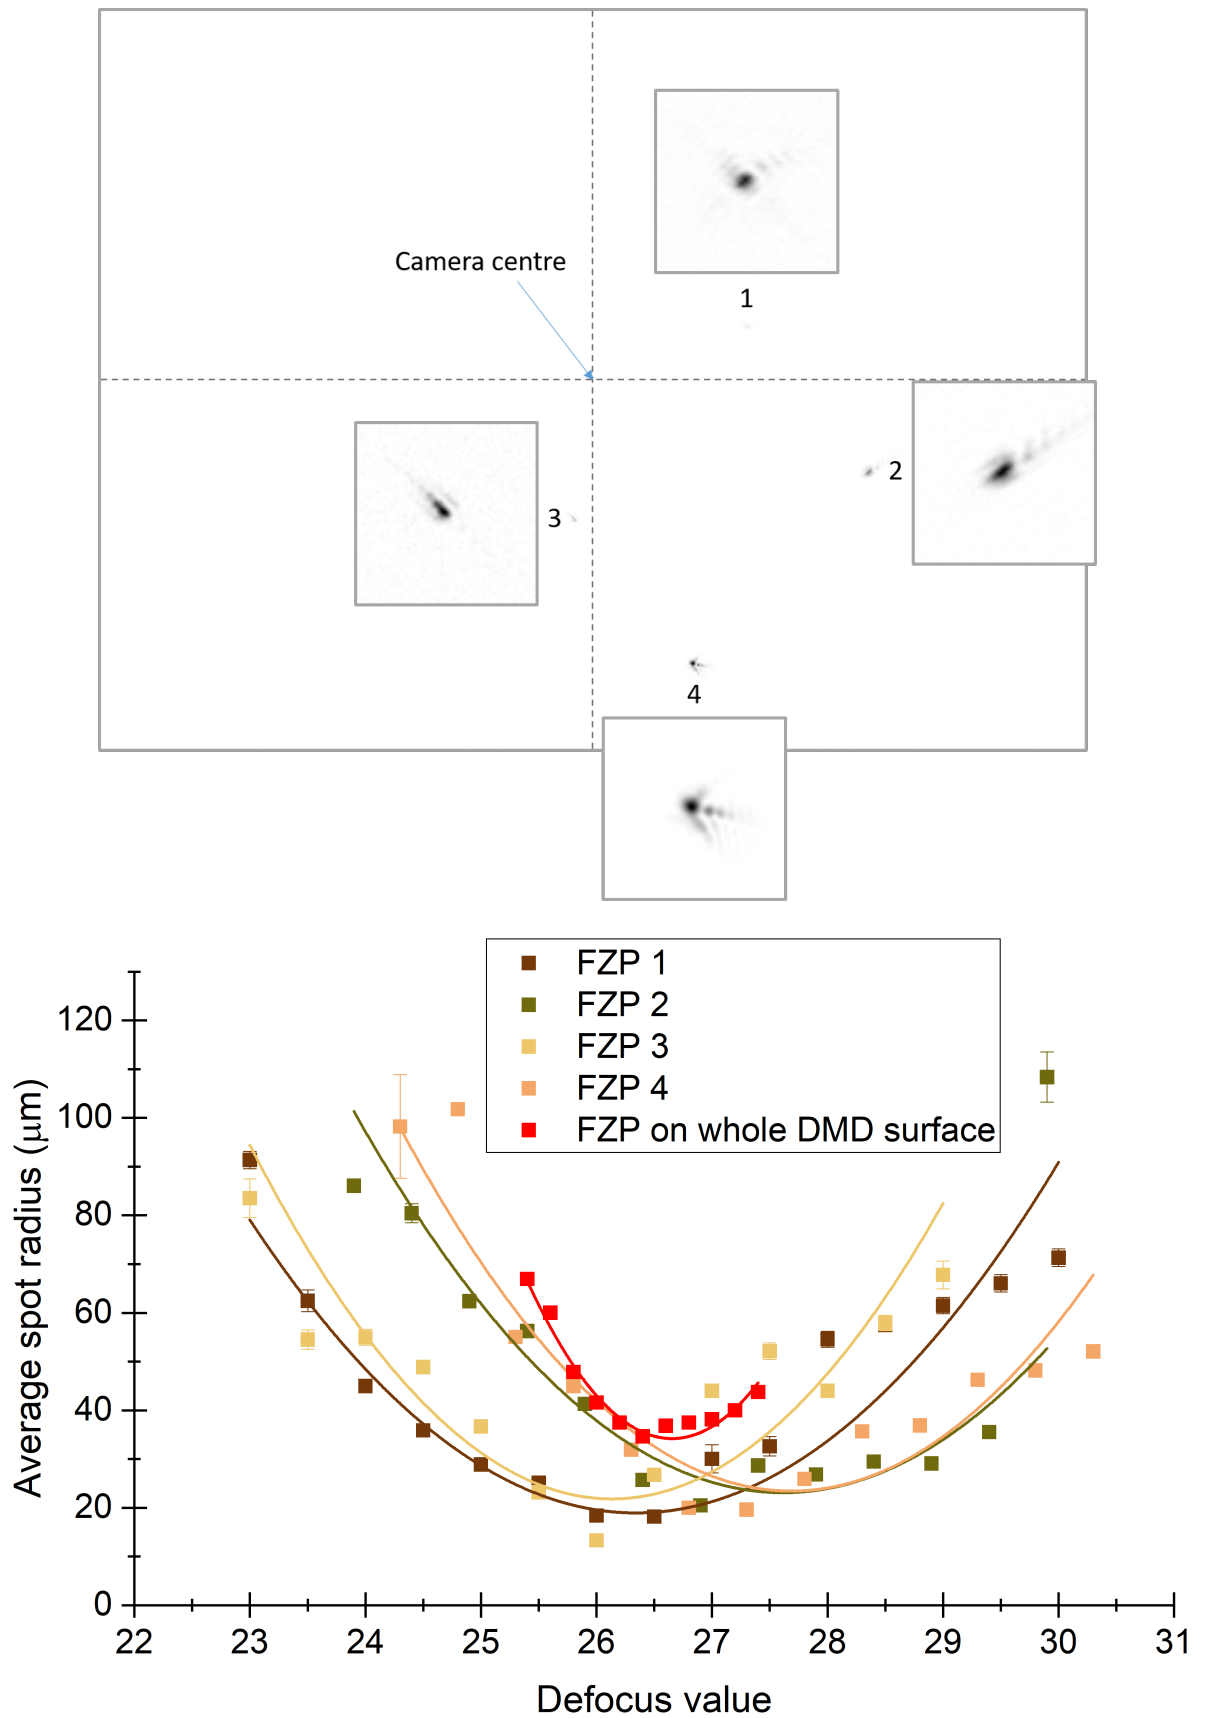 1
Camera centre
2
3
4
FZP 1
FZP 2
FZP 3
FZP 4
FZP on whole DMD surface
120
100
80
60
40
20
0
Average spot radius (μm)
22 23 24 25 26 27 28 29 30 31
Defocus value